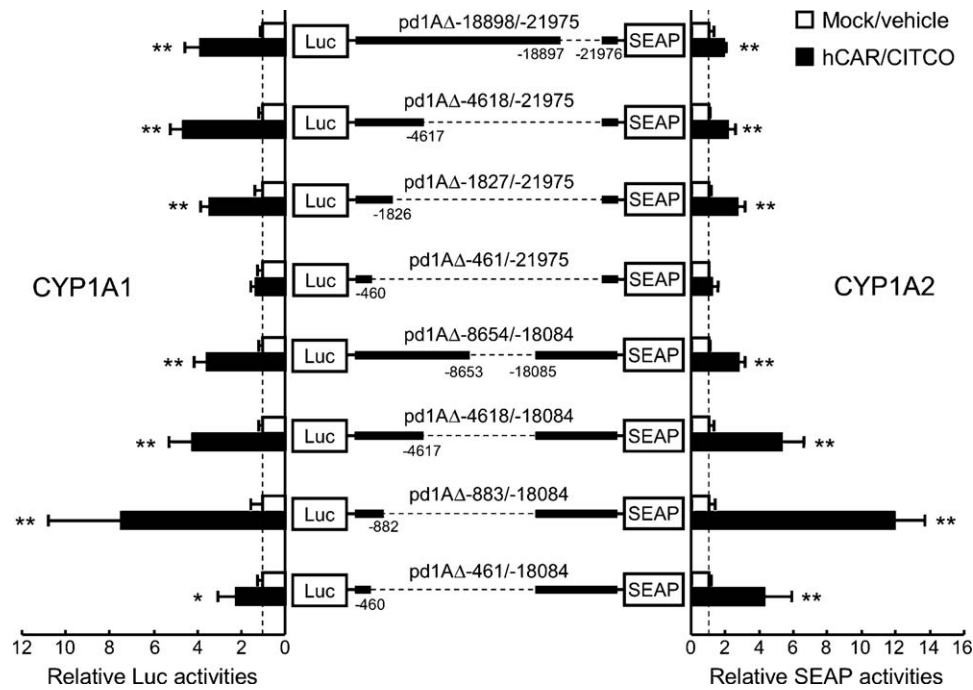 Mock/vehicle
hCAR/CITCO
CYP1A1
CYP1A2
pd1AΔ-18898/-21975
** Luc SEAP **
-18897 -21976
pd1AΔ-4618/-21975
** Luc SEAP **
-4617
pd1AΔ-1827/-21975
** Luc SEAP **
-1826
pd1AΔ-461/-21975
Luc SEAP
-460
pd1AΔ-8654/-18084
** Luc SEAP **
-8653 -18085
pd1AΔ-4618/-18084
** Luc SEAP **
-4617
pd1AΔ-883/-18084
** Luc SEAP **
-882
pd1AΔ-461/-18084
* Luc SEAP **
-460
12 10 8 6 4 2 0
0 2 4 6 8 10 12 14 16
Relative Luc activities
Relative SEAP activities